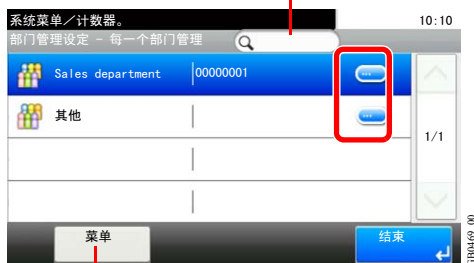 系统菜单／计数器。 10:10
部门管理设定 - 每一个部门管理
Sales department 00000001
其他
1/1
菜单 结束
GB0469_00